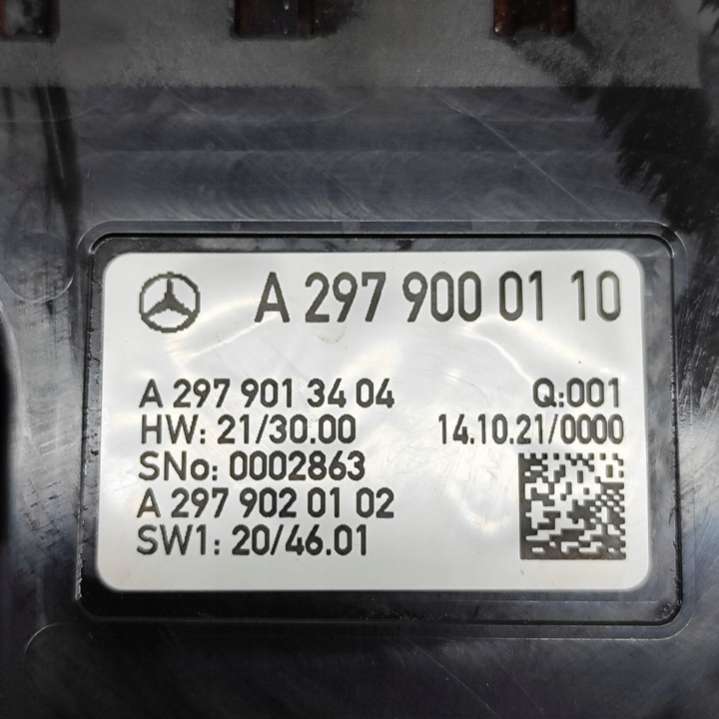 A 297 900 01 10
A 297 901 34 04 Q:001
HW: 21/30.00 14.10.21/0000
SNo: 0002863
A 297 902 01 02
SW1: 20/46.01